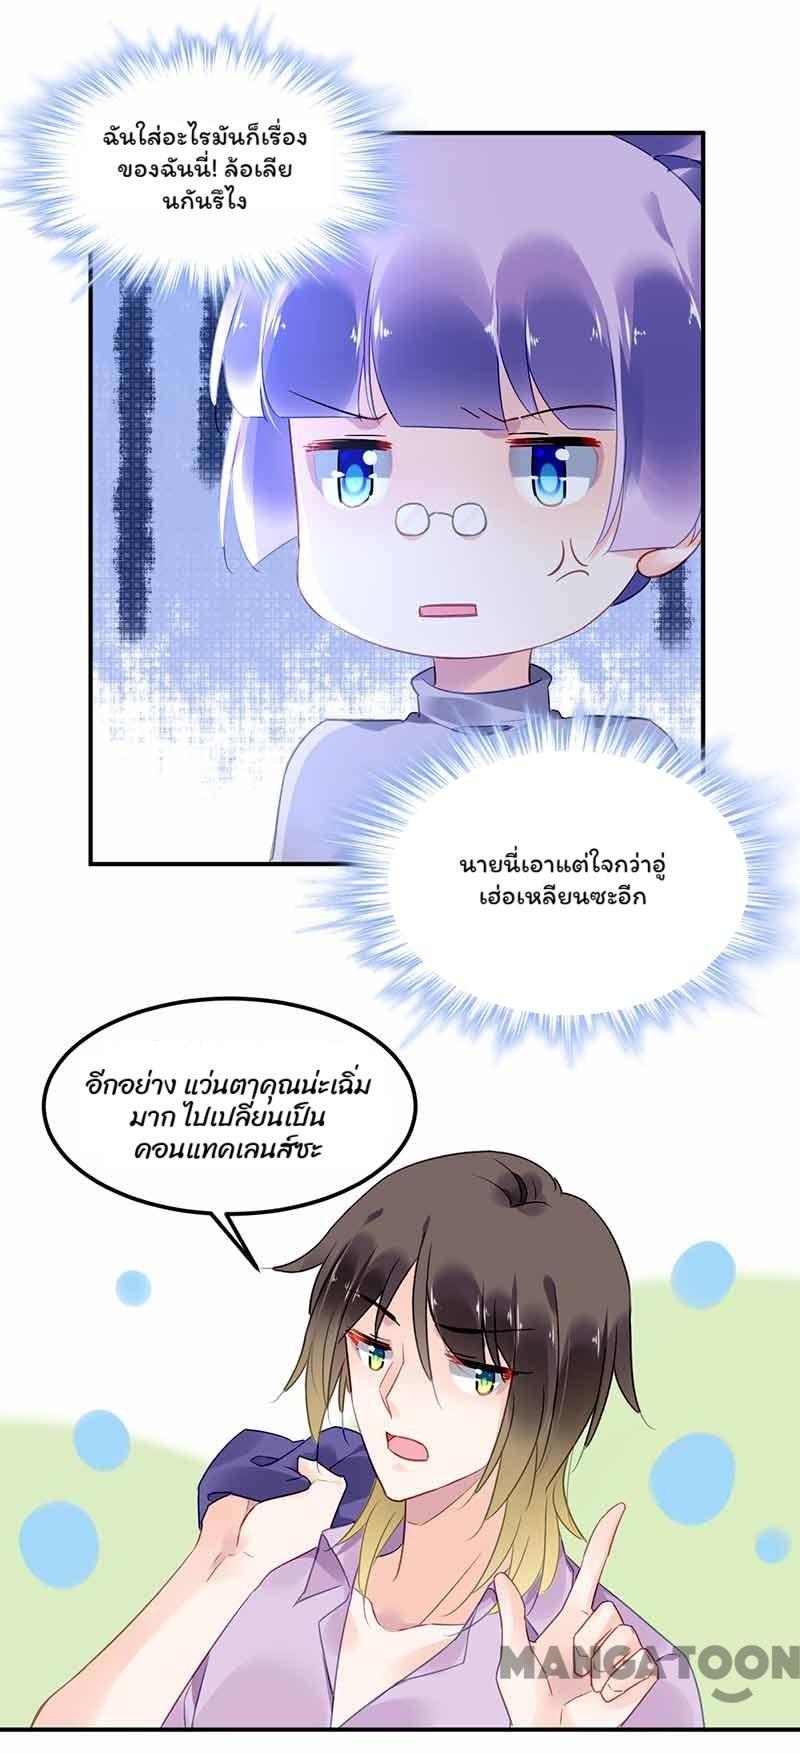 ฉันใส่อะไรมันก็เรื่อง
ของฉันนี่! ล้อเลีย
นกันรึไง
นายนี่เอาแต่ใจกว่าอู่
เฮ่อเหลียนซะอีก
อีกอย่าง แว่นตาคุณน่ะเฉิ่ม
มาก ไปเปลี่ยนเป็น
คอนแทคเลนส์ซะ
MANGATOON